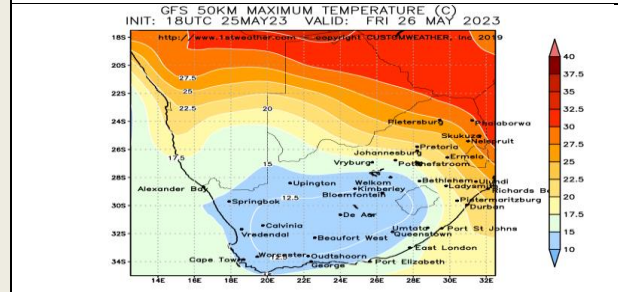 GFS 50KM MAXIMUM TEMPERATURE (C)
INIT: 18UTC 25MAY23 VALID: FRI 26 MAY 2023
http://www.1stweather.com Copyright CUSTOMWEATHER, Inc 2019
18S
20S
22S
24S
26S
28S
30S
32S
34S
14E 16E 18E 20E 22E 24E 26E 28E 30E 32E
27.5
25
22.5
20
17.5
15
12.5
12.5
Pietersburg
Phalaborwa
Skukuza
Nelspruit
Pretoria
Johannesburg
Ermelo
Vryburg
Potchefstroom
Alexander Bay
Upington
Welkom
Kimberley
Bethlehem
Ulundi
Ladysmith
Bloemfontein
Richards B
Springbok
Pietermaritzburg
Durban
De Aar
Calvinia
Vredendal
Umtata
Port St Johns
Queenstown
Beaufort West
East London
Cape Town
Worcester
Oudtshoorn
George
Port Elizabeth
40
37.5
35
32.5
30
27.5
25
22.5
20
17.5
15
10